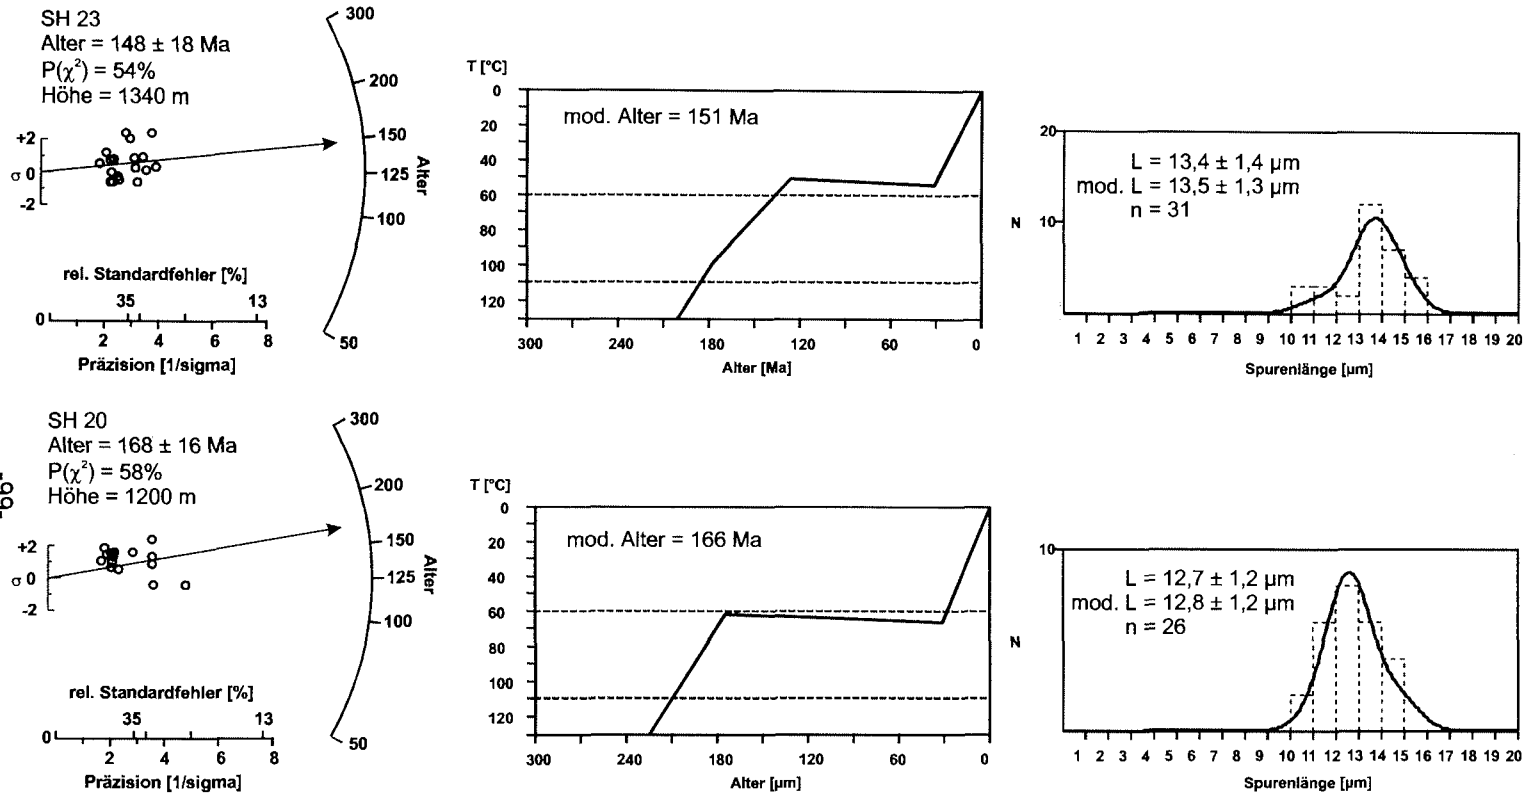 SH 23
Alter = 148 ± 18 Ma
P(χ²) = 54%
Höhe = 1340 m
+2
σ 0
-2
300
200
150
125
100
50
Alter
rel. Standardfehler [%]
35 13
0
2 4 6 8
Präzision [1/sigma]
T [°C]
0
20
40
60
80
100
120
mod. Alter = 151 Ma
300 240 180 120 60 0
Alter [Ma]
20
10
N
L = 13,4 ± 1,4 µm
mod. L = 13,5 ± 1,3 µm
n = 31
1 2 3 4 5 6 7 8 9 10 11 12 13 14 15 16 17 18 19 20
Spurenlänge [µm]
-99-
SH 20
Alter = 168 ± 16 Ma
P(χ²) = 58%
Höhe = 1200 m
+2
σ 0
-2
300
200
150
125
100
50
Alter
rel. Standardfehler [%]
35 13
0
2 4 6 8
Präzision [1/sigma]
T [°C]
0
20
40
60
80
100
120
mod. Alter = 166 Ma
300 240 180 120 60 0
Alter [µm]
10
N
L = 12,7 ± 1,2 µm
mod. L = 12,8 ± 1,2 µm
n = 26
1 2 3 4 5 6 7 8 9 10 11 12 13 14 15 16 17 18 19 20
Spurenlänge [µm]